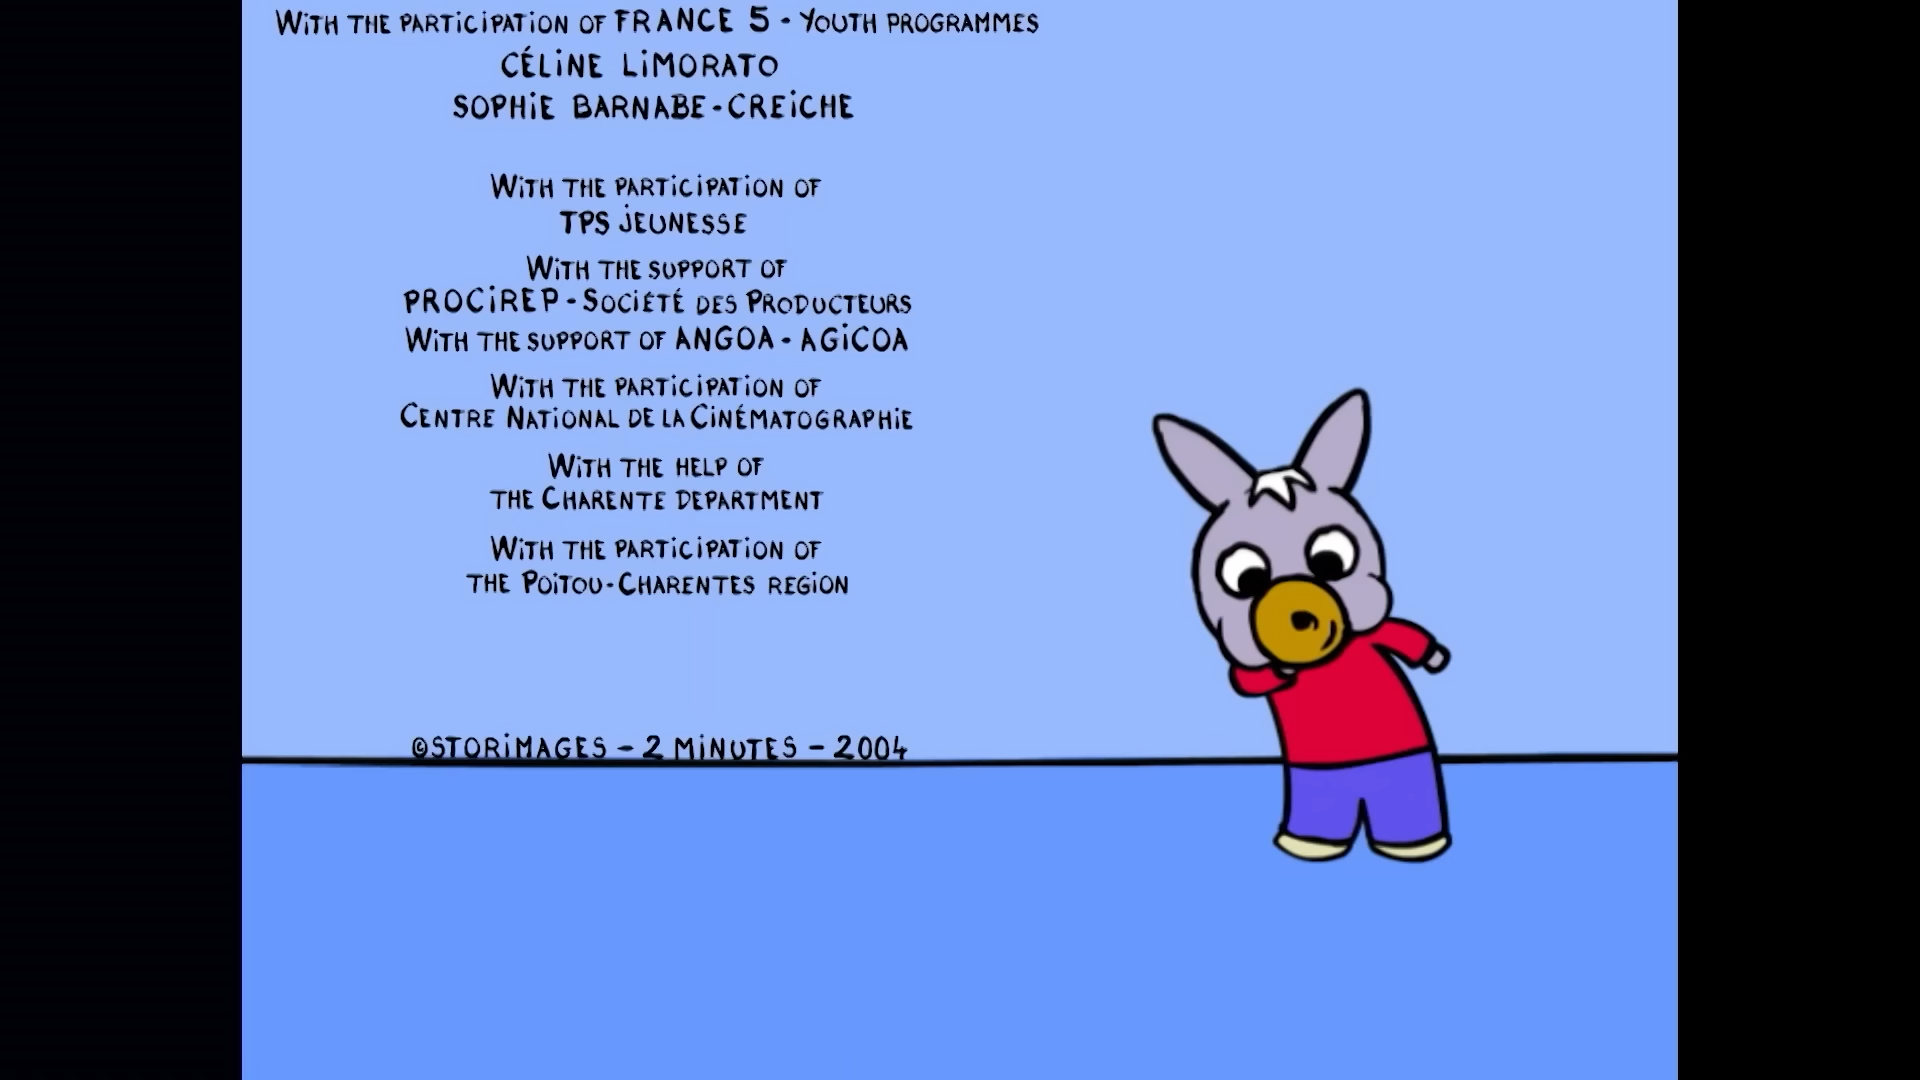 WiTH THE PARTiCiPATiON OF FRANCE 5 - YOUTH PROGRAMMES
CÉLiNE LiMORATO
SOPHiE BARNABE-CREiCHE
WiTH THE PARTiCiPATiON OF
TPS JEUNESSE
WiTH THE SUPPORT OF
PROCiREP - SOCiÉTÉ DES PRODUCTEURS
WiTH THE SUPPORT OF ANGOA - AGiCOA
WiTH THE PARTiCiPATiON OF
CENTRE NATiONAL DE LA CiNÉMATOGRAPHiE
WiTH THE HELP OF
THE CHARENTE DEPARTMENT
WiTH THE PARTiCiPATiON OF
THE POiTOU-CHARENTES REGiON
©STORiMAGES - 2 MiNUTES - 2004